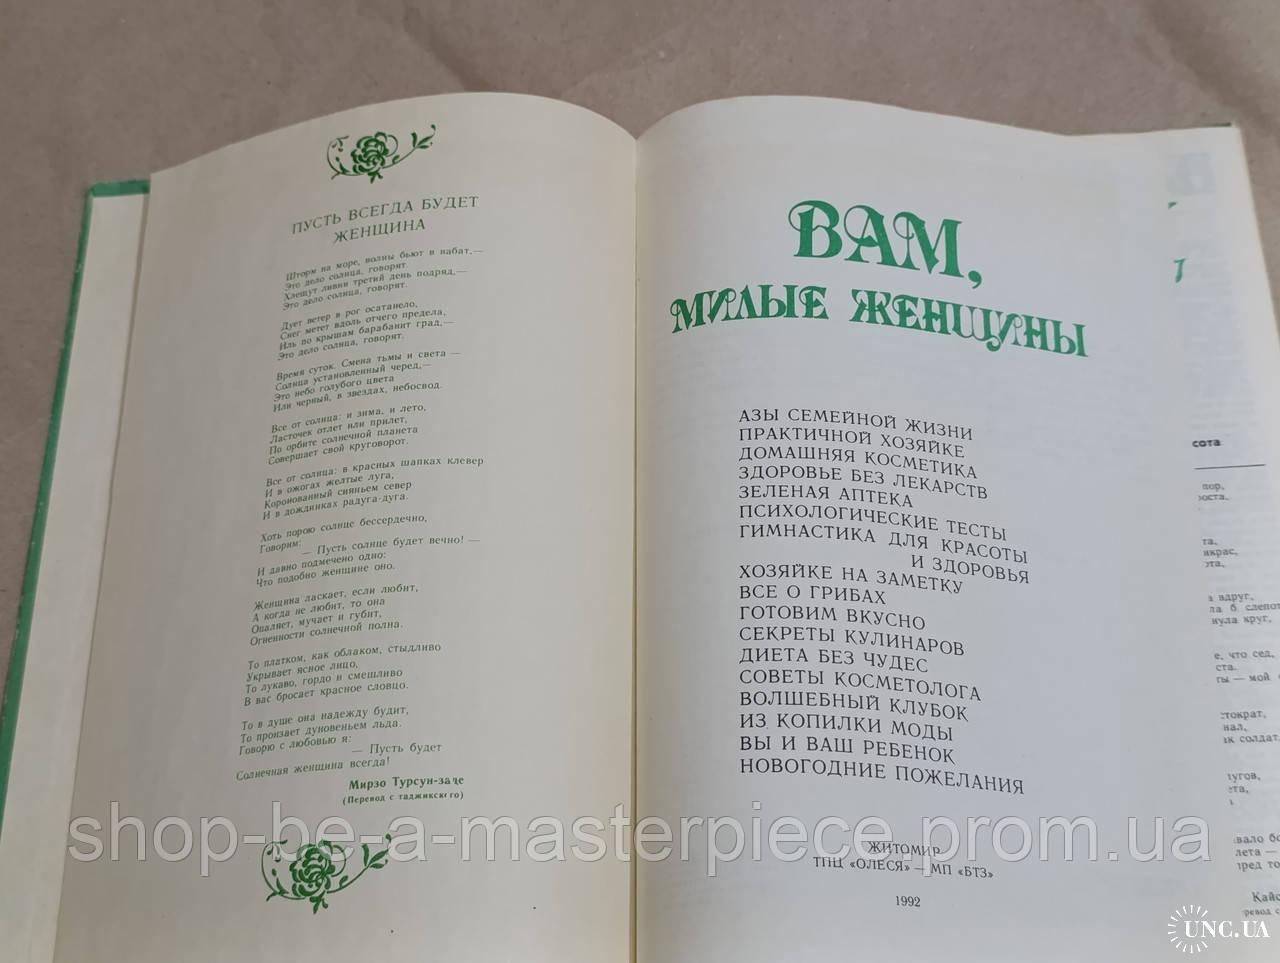 ПУСТЬ ВСЕГДА БУДЕТ
ЖЕНЩИНА
Шторм на море, волны бьют в набат,—
Это дело солнца, говорят.
Хлещут ливни третий день подряд,—
Это дело солнца, говорят.
Дует ветер в рог осатанело,
Снег метет вдоль отчего предела,
Иль по крышам барабанит град,—
Это дело солнца, говорят.
Время суток. Смена тьмы и света —
Солнца установленный черед,—
Это небо голубого цвета
Или черный, в звездах, небосвод.
Все от солнца: и зима, и лето,
Ласточек отлет или прилет,
По орбите солнечной планета
Совершает свой круговорот.
Все от солнца: в красных шапках клевер
И в ожогах желтые луга,
Коронованный сияньем север
И в дождинках радуга-дуга.
Хоть порою солнце бессердечно,
Говорим:
— Пусть солнце будет вечно! —
И давно подмечено одно:
Что подобно женщине оно.
Женщина ласкает, если любит,
А когда не любит, то она
Опаляет, мучает и губит,
Огненности солнечной полна.
То платком, как облаком, стыдливо
Укрывает ясное лицо,
То лукаво, гордо и смешливо
В вас бросает красное словцо.
То в душе она надежду будит,
То пронзает дуновеньем льда.
Говорю с любовью я:
— Пусть будет
Солнечная женщина всегда!
Мирзо Турсун-заде
(Перевод с таджикского)
ВАМ,
МИЛЫЕ ЖЕНЩИНЫ
АЗЫ СЕМЕЙНОЙ ЖИЗНИ
ПРАКТИЧНОЙ ХОЗЯЙКЕ
ДОМАШНЯЯ КОСМЕТИКА
ЗДОРОВЬЕ БЕЗ ЛЕКАРСТВ
ЗЕЛЕНАЯ АПТЕКА
ПСИХОЛОГИЧЕСКИЕ ТЕСТЫ
ГИМНАСТИКА ДЛЯ КРАСОТЫ
И ЗДОРОВЬЯ
ХОЗЯЙКЕ НА ЗАМЕТКУ
ВСЕ О ГРИБАХ
ГОТОВИМ ВКУСНО
СЕКРЕТЫ КУЛИНАРОВ
ДИЕТА БЕЗ ЧУДЕС
СОВЕТЫ КОСМЕТОЛОГА
ВОЛШЕБНЫЙ КЛУБОК
ИЗ КОПИЛКИ МОДЫ
ВЫ И ВАШ РЕБЕНОК
НОВОГОДНИЕ ПОЖЕЛАНИЯ
ЖИТОМИР
ТПЦ «ОЛЕСЯ» — МП «БТЗ»
1992
shop-be-a-masterpiece.prom.ua
UNC.UA